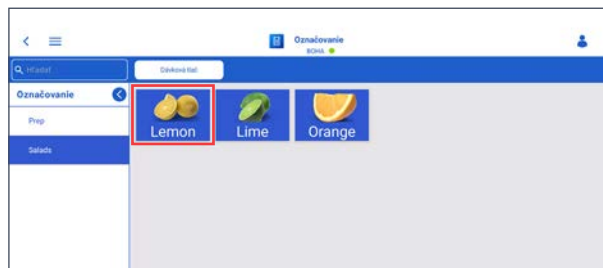 Označovanie
BOHA
Hľadať
Dávková tlač
Označovanie
Prep
Salads
Lemon
Lime
Orange